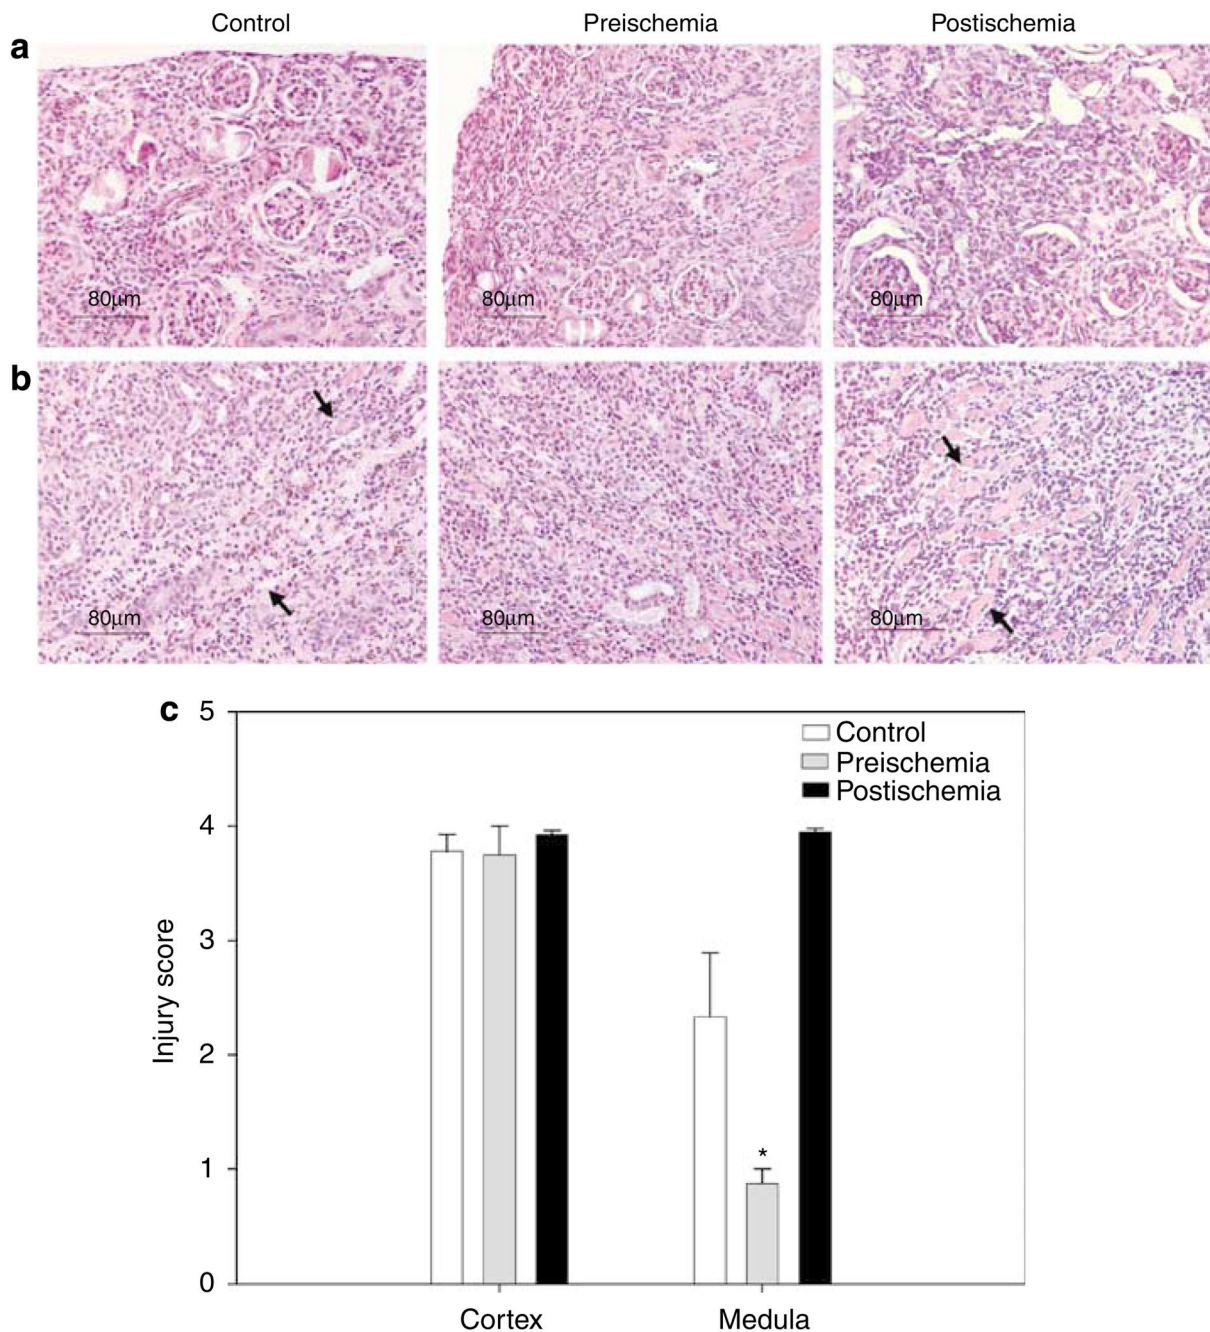 Control Preischemia Postischemia
a
80µm 80µm 80µm
b
80µm 80µm 80µm
c
5
4
3
2
1
0
Injury score
Control
Preischemia
Postischemia
*
Cortex Medula